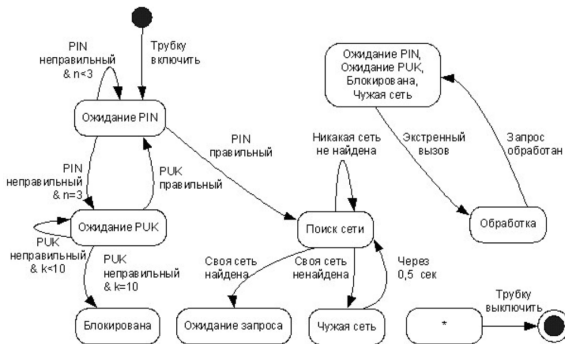 PIN
неправильный
& n<3
Трубку
включить
Ожидание PIN,
Ожидание PUK,
Блокирована,
Чужая сеть
Ожидание PIN
PIN
правильный
Никакая сеть
не найдена
Экстренный
вызов
Запрос
обработан
PIN
неправильный
& n=3
PUK
правильный
Ожидание PUK
Поиск сети
Обработка
PUK
неправильный
& k<10
PUK
неправильный
& k=10
Своя сеть
найдена
Своя сеть
ненайдена
Через
0,5 сек
Трубку
выключить
Блокирована
Ожидание запроса
Чужая сеть
*